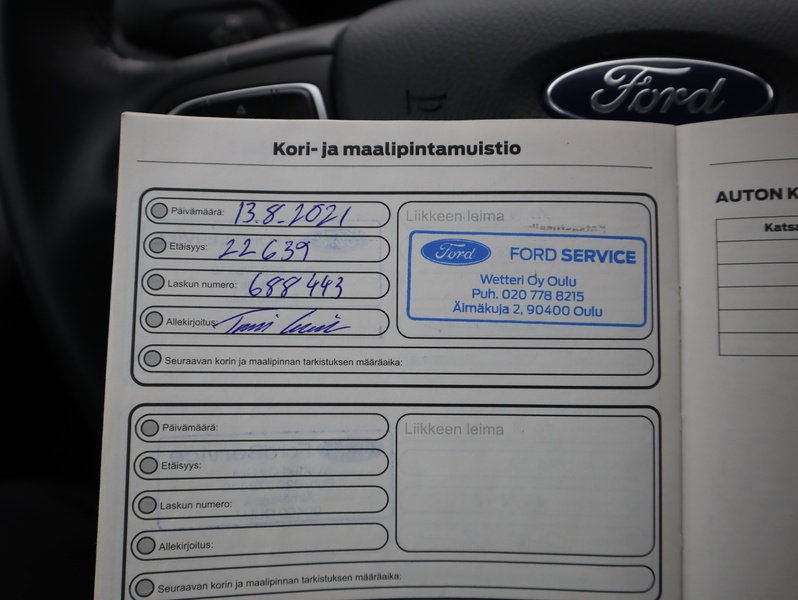 Ford
Kori- ja maalipintamuistio
Päivämäärä: 13.8.2021
Etäisyys: 22639
Laskun numero: 688443
Allekirjoitus:
Seuraavan korin ja maalipinnan tarkistuksen määräaika:
Liikkeen leima
Ford FORD SERVICE
Wetteri Oy Oulu
Puh. 020 778 8215
Äimäkuja 2, 90400 Oulu
Päivämäärä:
Etäisyys:
Laskun numero:
Allekirjoitus:
Seuraavan korin ja maalipinnan tarkistuksen määräaika:
Liikkeen leima
AUTON K
Katsa